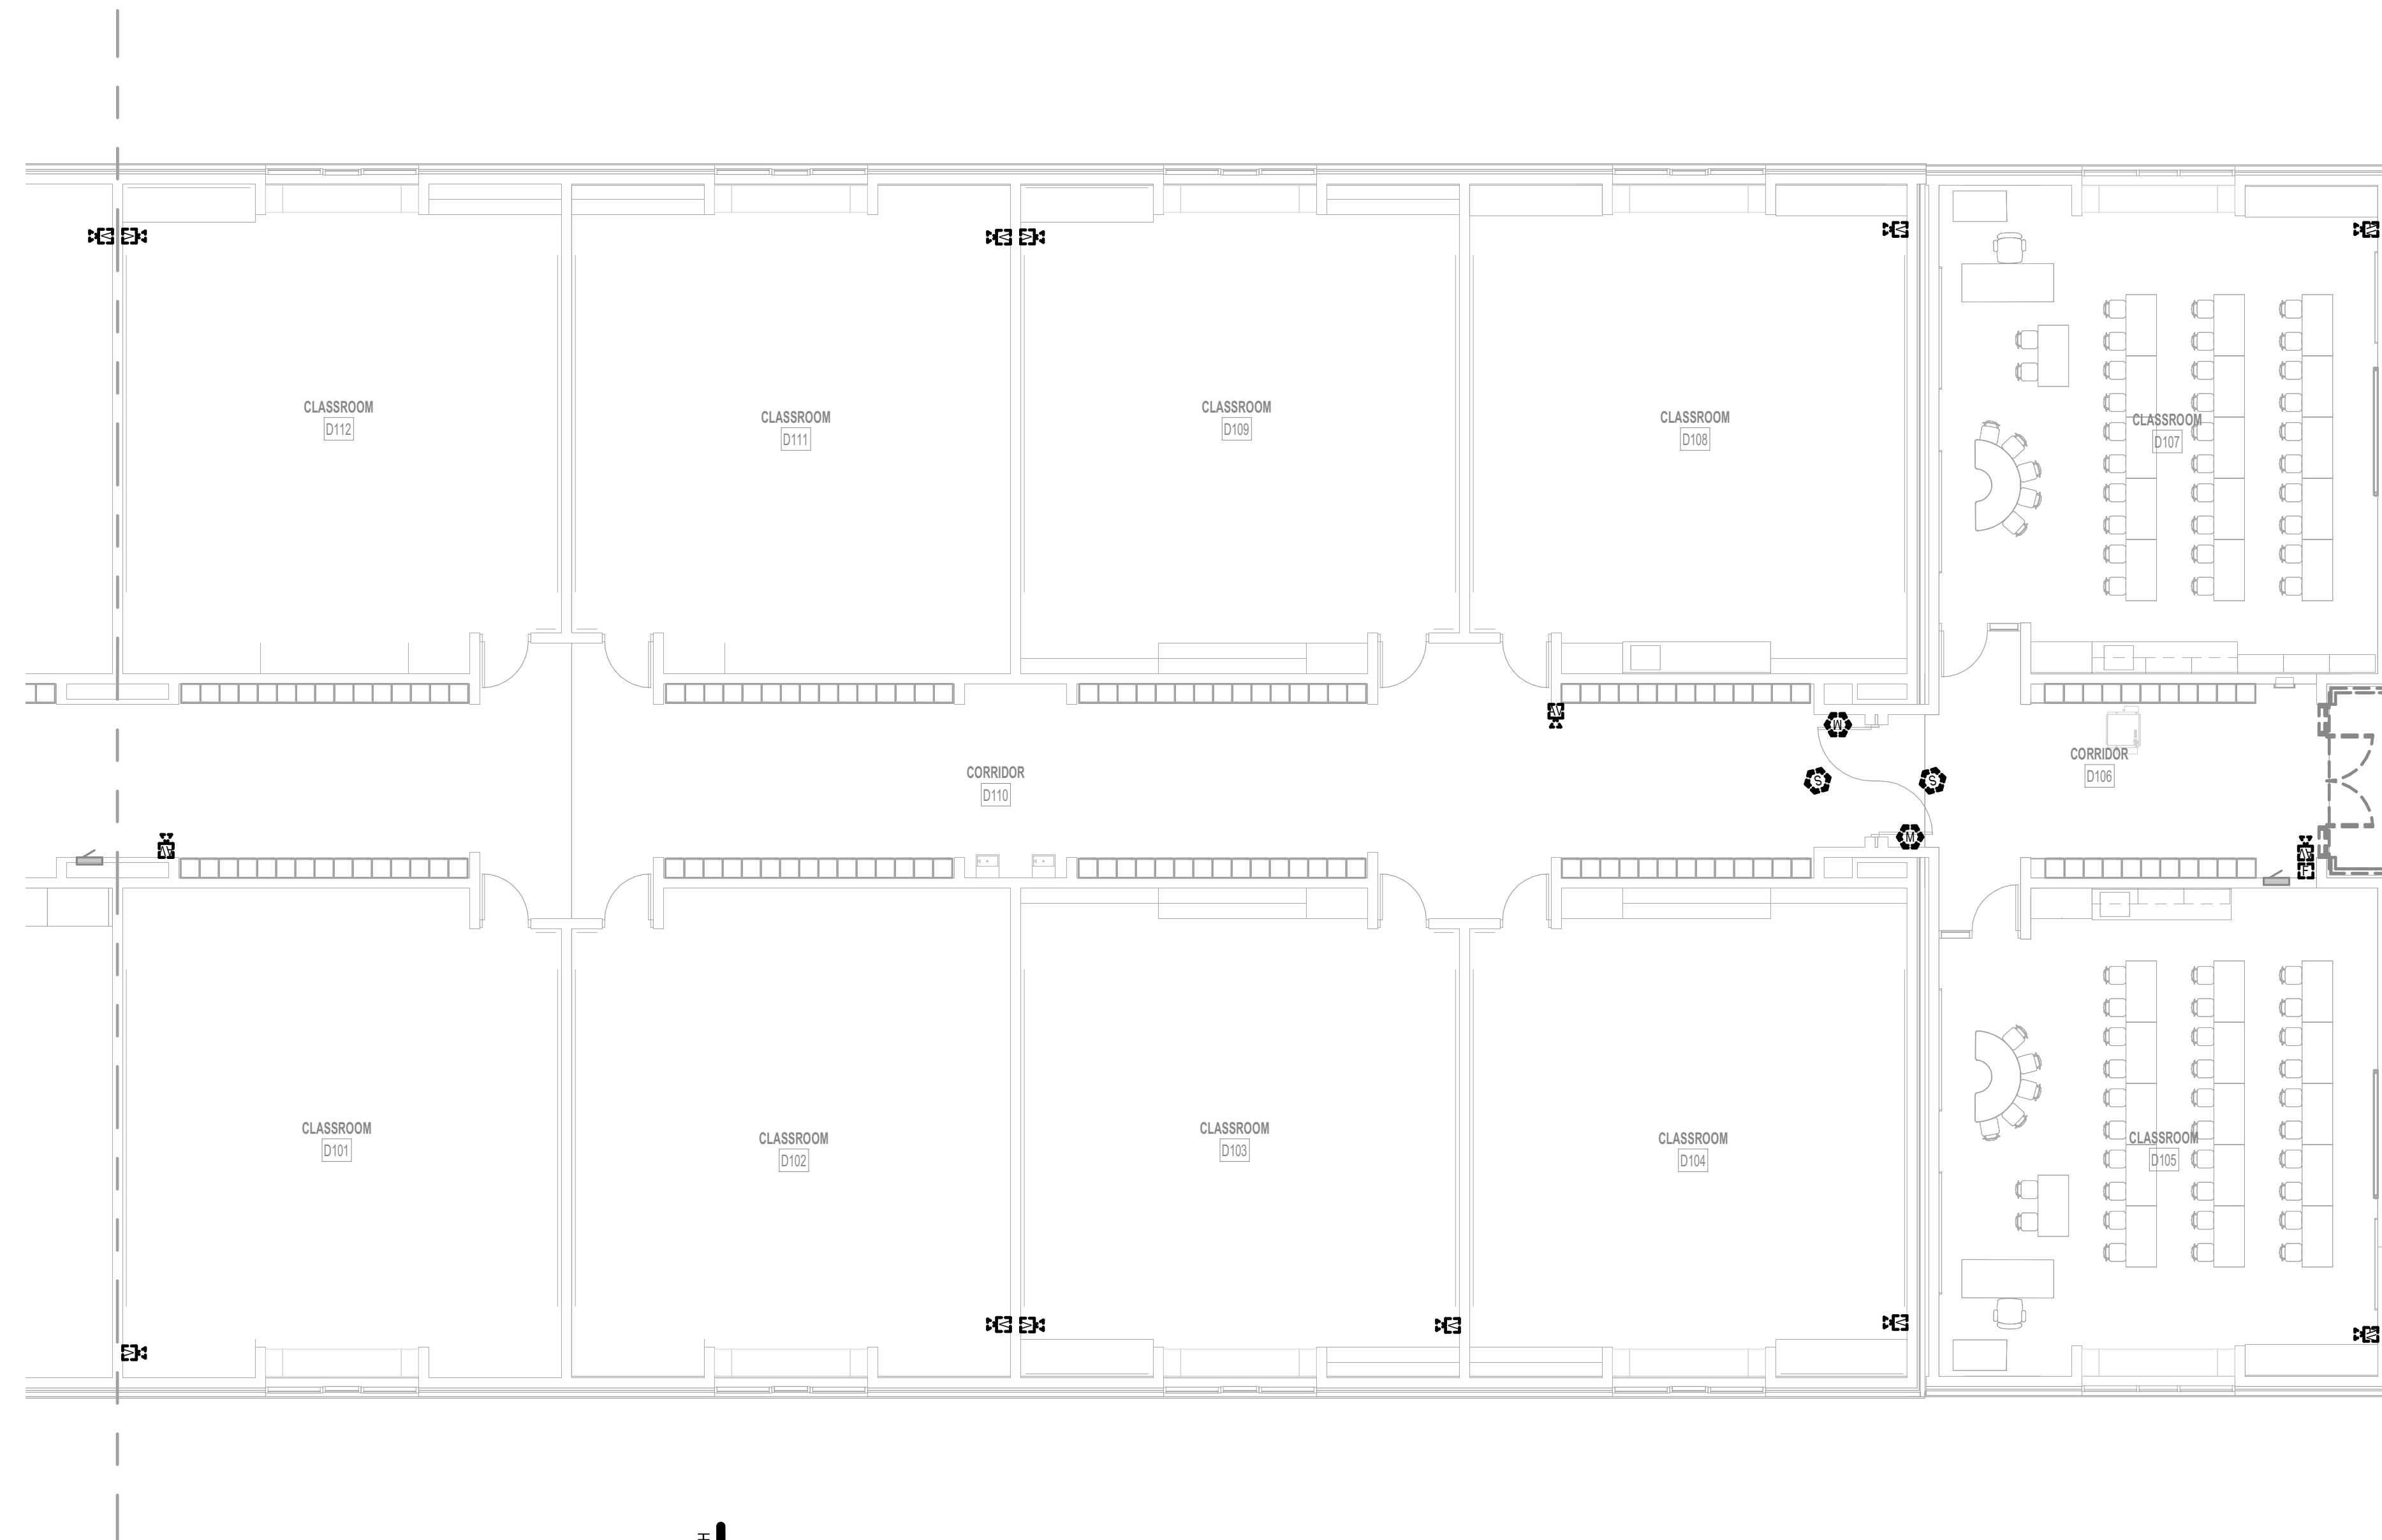 CLASSROOM
D112
CLASSROOM
D111
CLASSROOM
D109
CLASSROOM
D108
CLASSROOM
D107
M
CORRIDOR
D110
S
S
CORRIDOR
D106
M
F
CLASSROOM
D101
CLASSROOM
D102
CLASSROOM
D103
CLASSROOM
D104
CLASSROOM
D105
H